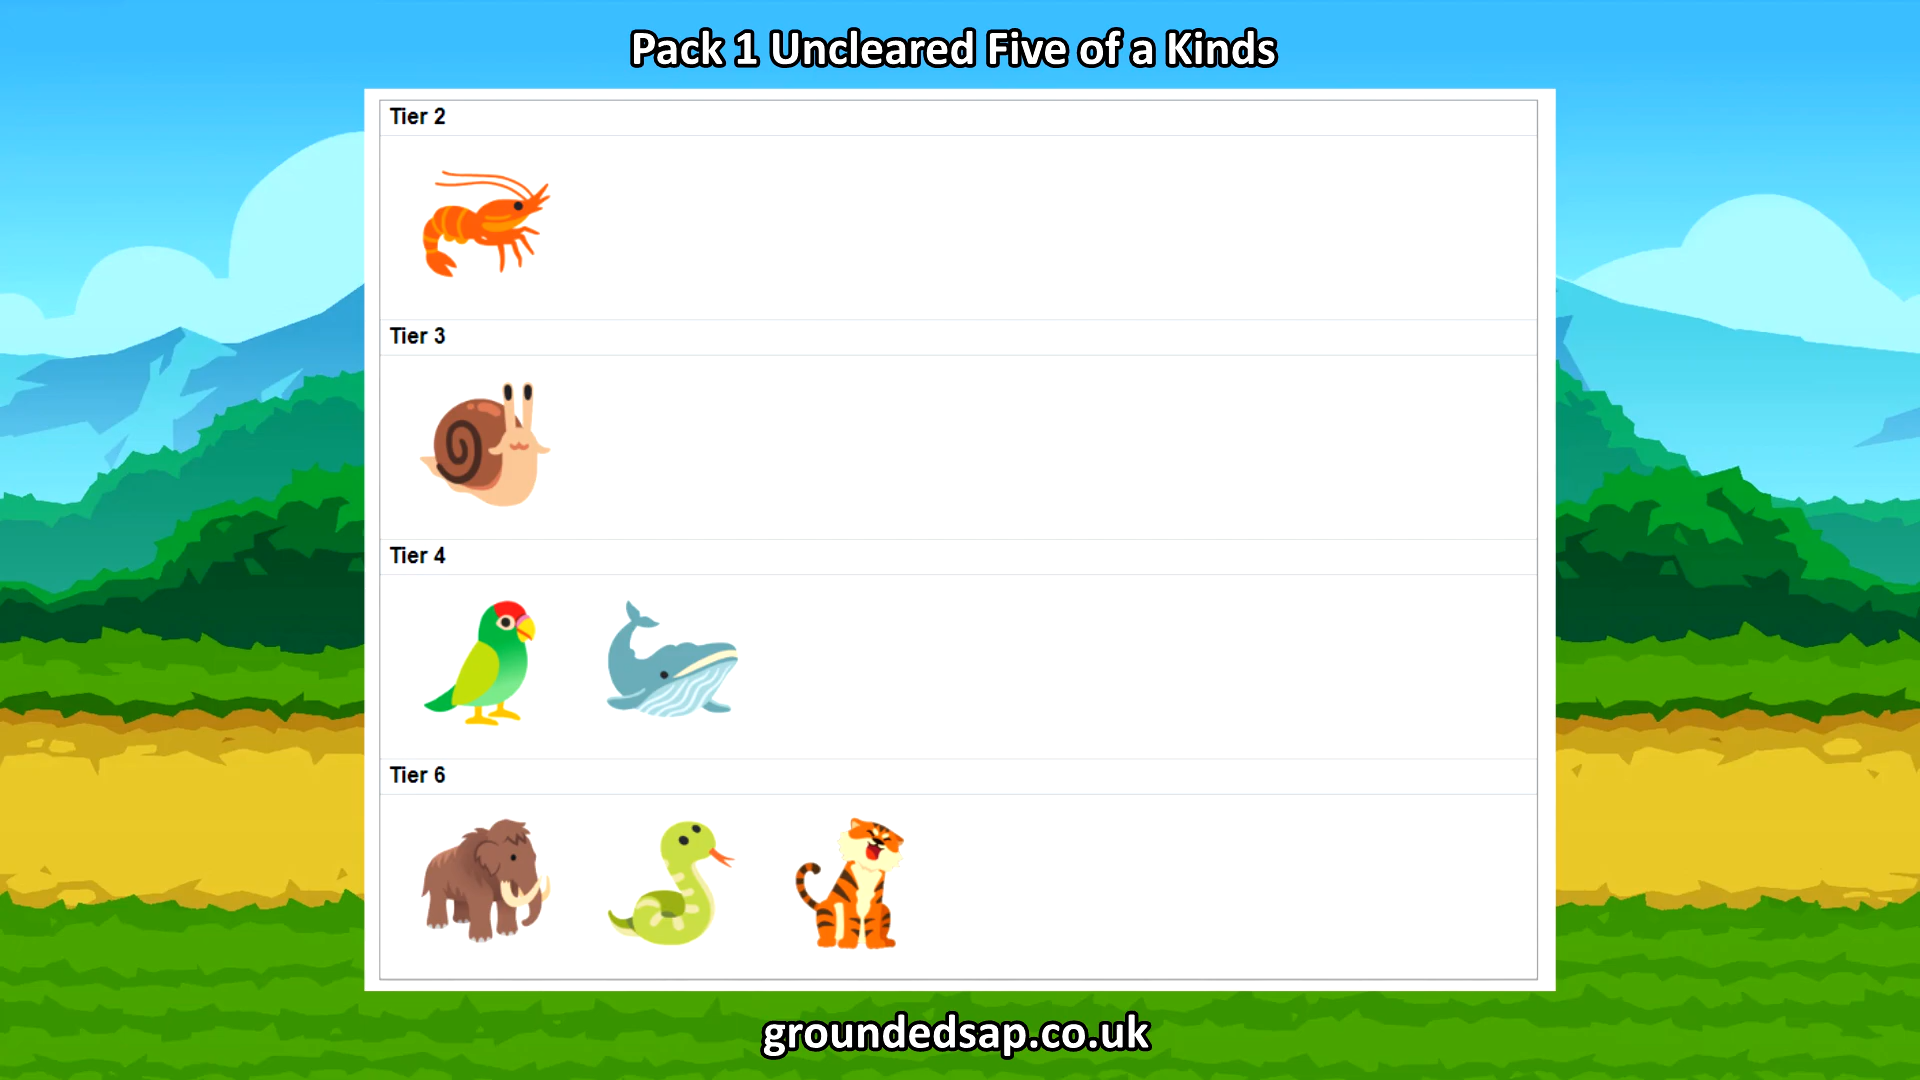 Pack 1 Uncleared Five of a Kinds
Tier 2
Tier 3
Tier 4
Tier 6
groundedsap.co.uk